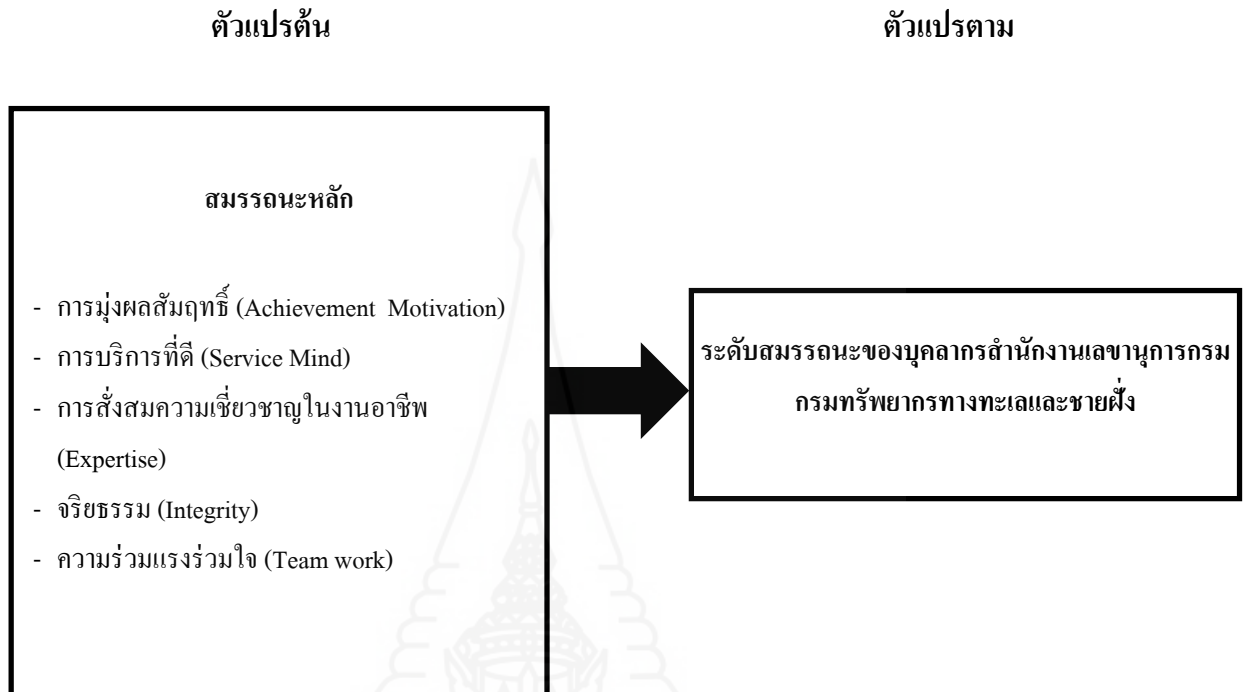 ตัวแปรต้น
ตัวแปรตาม
สมรรถนะหลัก
- การมุ่งผลสัมฤทธิ์ (Achievement Motivation)
- การบริการที่ดี (Service Mind)
- การสั่งสมความเชี่ยวชาญในงานอาชีพ
(Expertise)
- จริยธรรม (Integrity)
- ความร่วมแรงร่วมใจ (Team work)
ระดับสมรรถนะของบุคลากรสำนักงานเลขานุการกรม
กรมทรัพยากรทางทะเลและชายฝั่ง